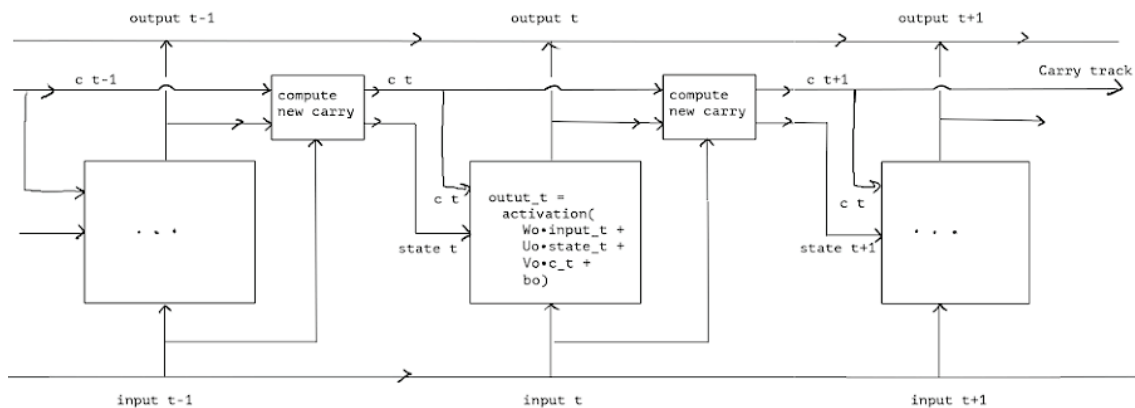 output t-1
output t
output t+1
c t-1
c t
c t+1
Carry track
compute
new carry
compute
new carry
c t
c t
outut_t =
activation(
Wo•input_t +
Uo•state_t +
Vo•c_t +
bo)
. . .
. . .
state t
state t+1
input t-1
input t
input t+1